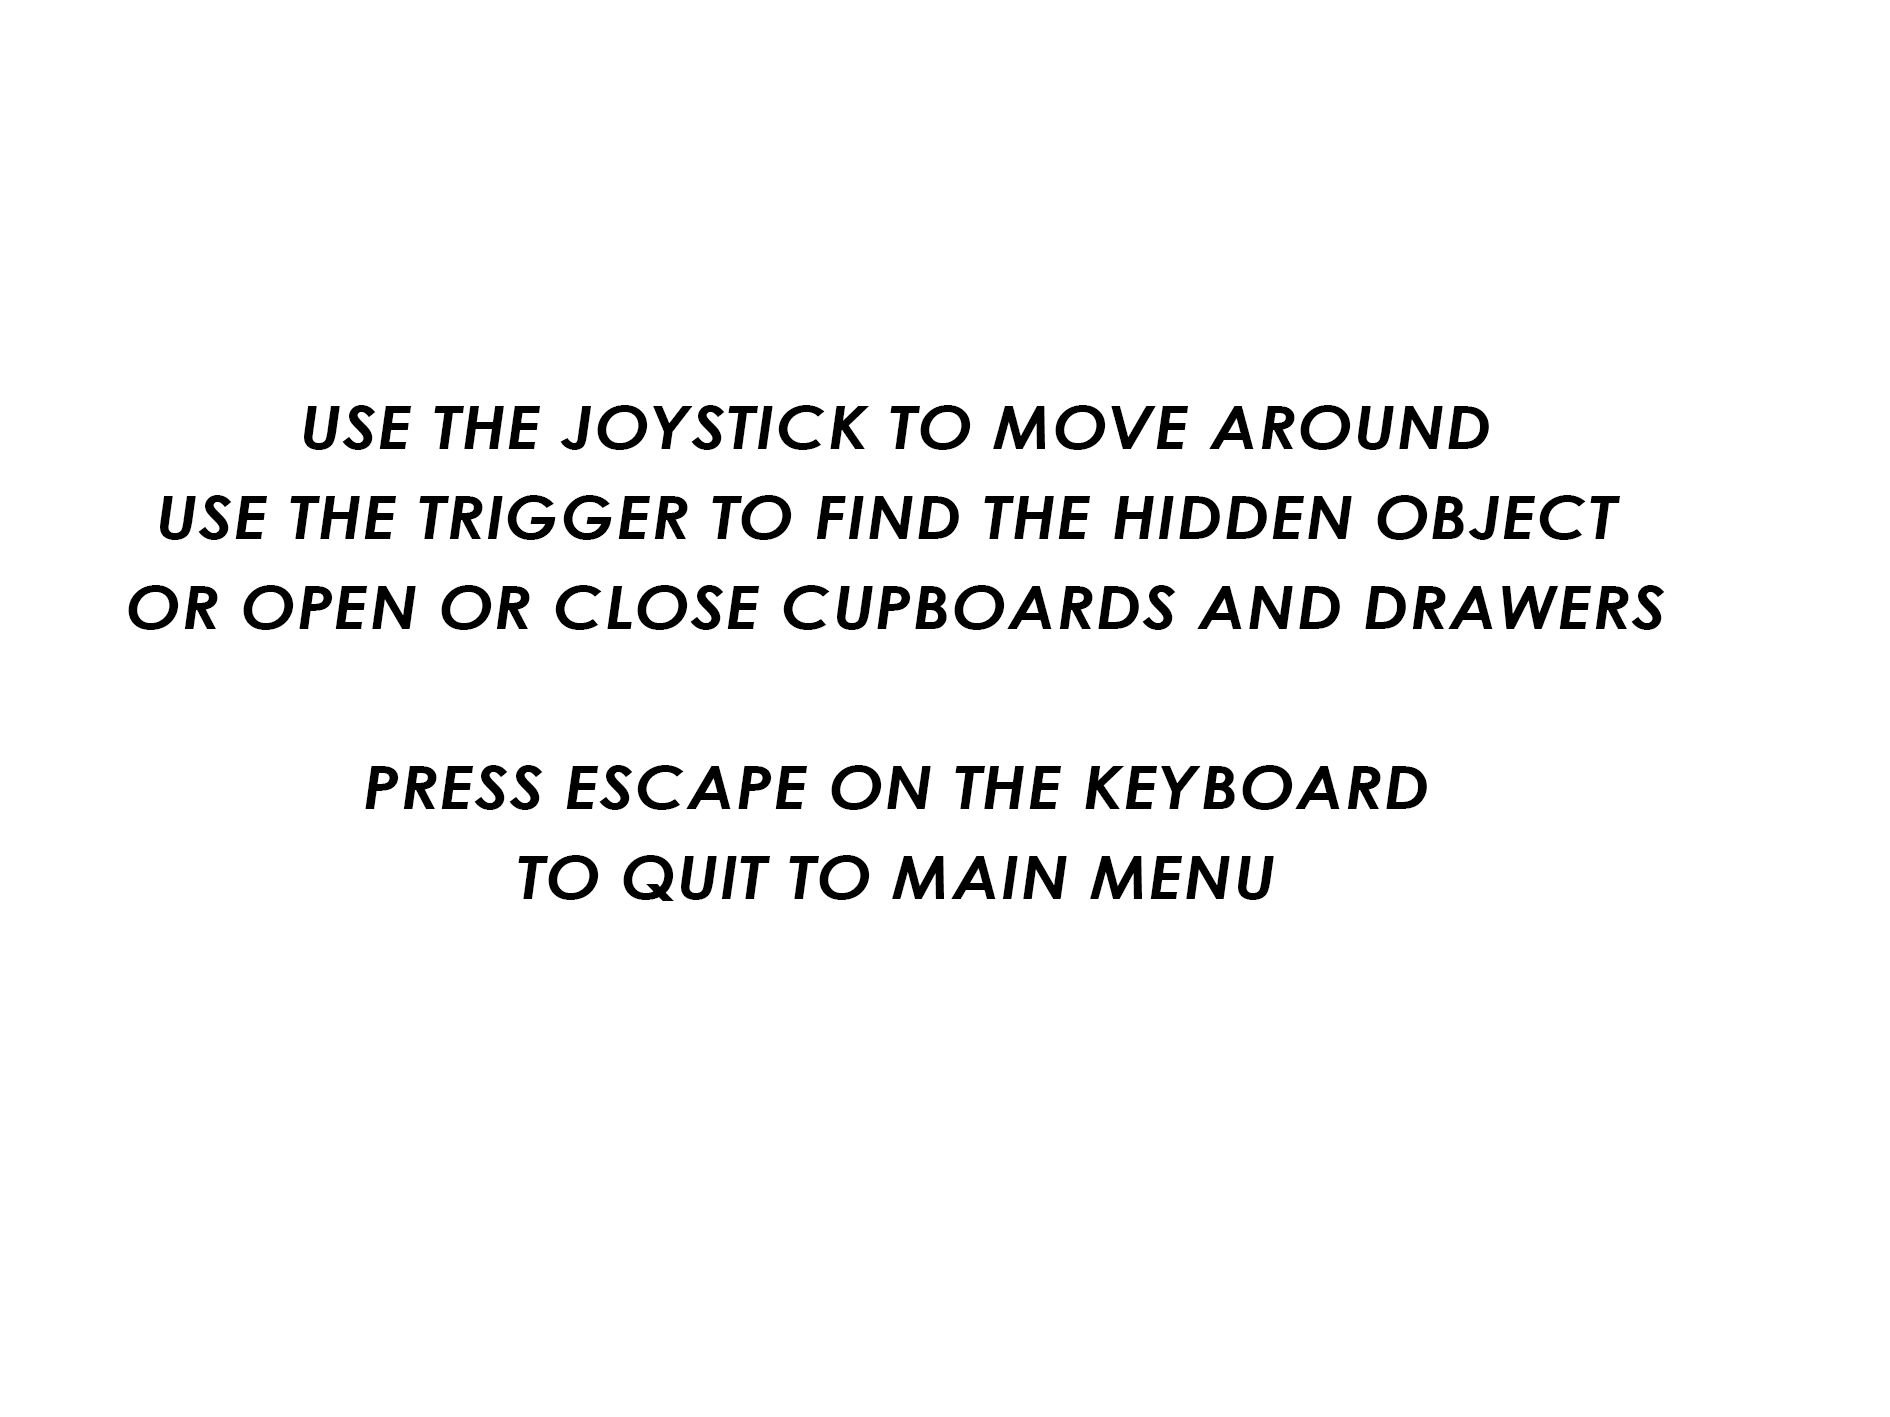 USE THE JOYSTICK TO MOVE AROUND
USE THE TRIGGER TO FIND THE HIDDEN OBJECT
OR OPEN OR CLOSE CUPBOARDS AND DRAWERS
PRESS ESCAPE ON THE KEYBOARD
TO QUIT TO MAIN MENU